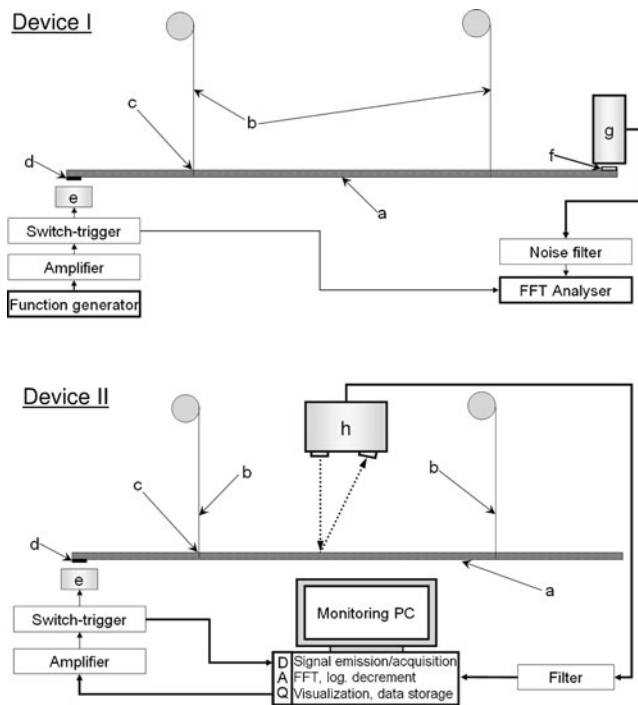 Device I
c
b
d
g
f
e
a
Switch-trigger
Noise filter
Amplifier
FFT Analyser
Function generator
Device II
h
c
b
b
d
e
a
Monitoring PC
Switch-trigger
D Signal emission/acquisition
Amplifier
A FFT, log. decrement
Filter
Q Visualization, data storage